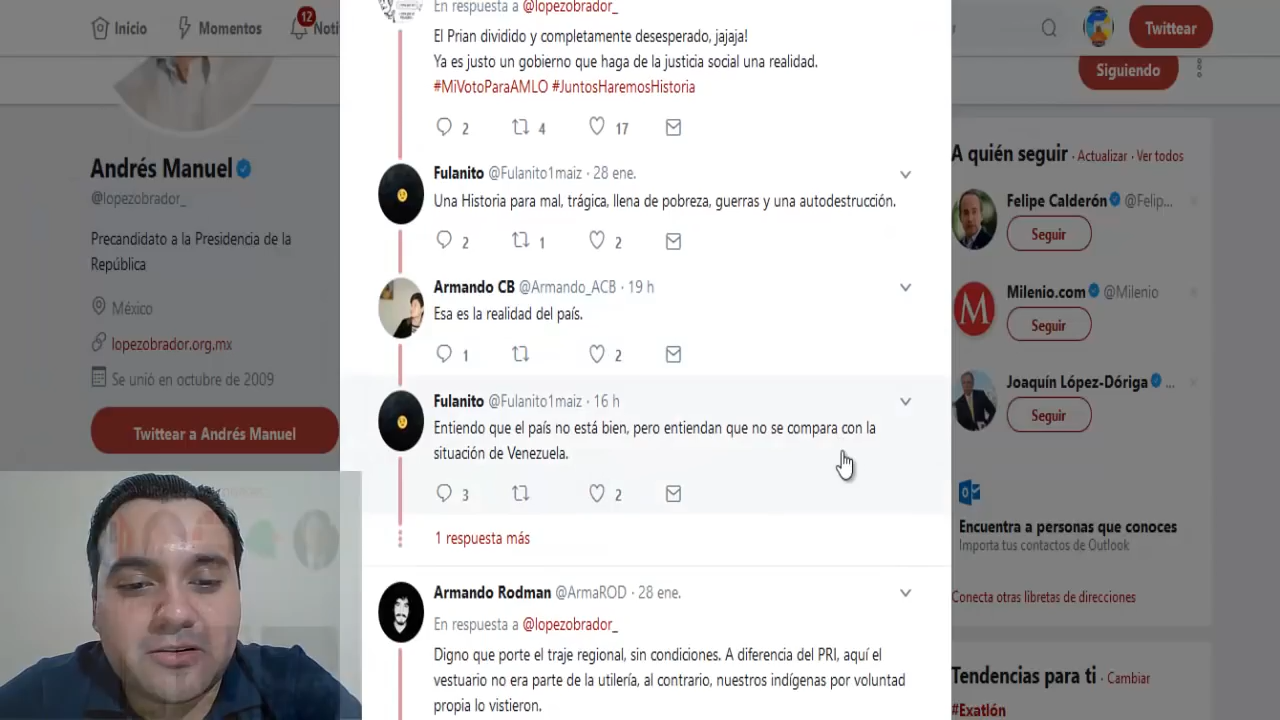 Inicio
Momentos
12
Noti
Twittear
Siguiendo
Andrés Manuel
@lopezobrador_
Precandidato a la Presidencia de la
República
México
lopezobrador.org.mx
Se unió en octubre de 2009
Twittear a Andrés Manuel
En respuesta a @lopezobrador_
El Prian dividido y completamente desesperado, jajaja!
Ya es justo un gobierno que haga de la justicia social una realidad.
#MiVotoParaAMLO #JuntosHaremosHistoria
2 4 17
Fulanito @Fulanito1maiz · 28 ene.
Una Historia para mal, trágica, llena de pobreza, guerras y una autodestrucción.
2 1 2
Armando CB @Armando_ACB · 19 h
Esa es la realidad del país.
1 2
Fulanito @Fulanito1maiz · 16 h
Entiendo que el país no está bien, pero entiendan que no se compara con la
situación de Venezuela.
3 2
1 respuesta más
Armando Rodman @ArmaROD · 28 ene.
En respuesta a @lopezobrador_
Digno que porte el traje regional, sin condiciones. A diferencia del PRI, aquí el
vestuario no era parte de la utilería, al contrario, nuestros indígenas por voluntad
propia lo vistieron.
A quién seguir · Actualizar · Ver todos
Felipe Calderón @Felip...
Seguir
Milenio.com @Milenio
M
Seguir
Joaquín López-Dóriga ...
Seguir
Encuentra a personas que conoces
Importa tus contactos de Outlook
Conecta otras libretas de direcciones
Tendencias para ti · Cambiar
#Exatlón